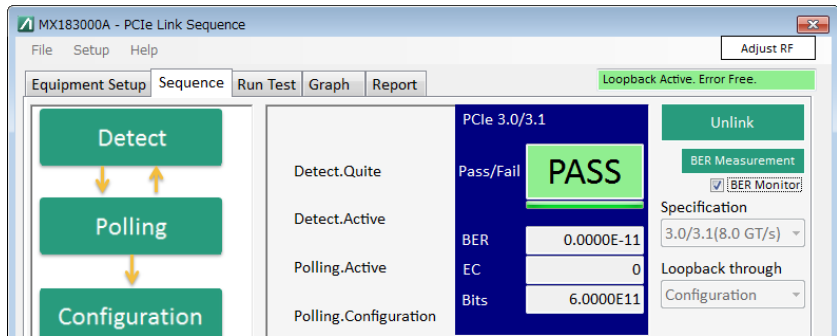 MX183000A - PCIe Link Sequence
File Setup Help
Adjust RF
Equipment Setup Sequence Run Test Graph Report
Loopback Active. Error Free.
Detect
Polling
Configuration
Detect.Quite
Detect.Active
Polling.Active
Polling.Configuration
PCIe 3.0/3.1
Pass/Fail PASS
BER 0.0000E-11
EC 0
Bits 6.0000E11
Unlink
BER Measurement
BER Monitor
Specification
3.0/3.1(8.0 GT/s)
Loopback through
Configuration